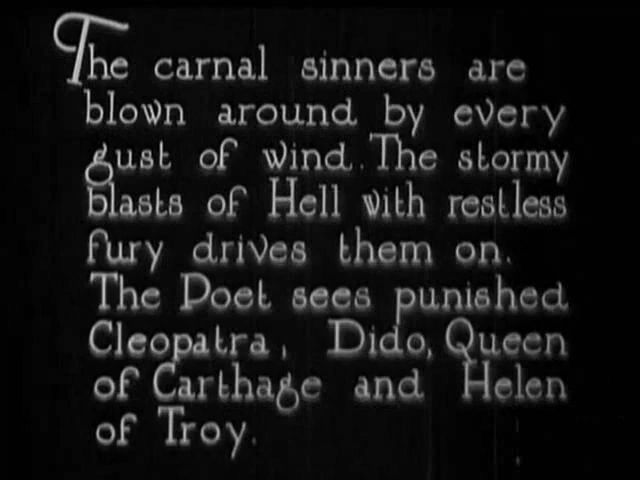 The carnal sinners are
blown around by every
gust of wind. The stormy
blasts of Hell with restless
fury drives them on.
The Poet sees punished
Cleopatra, Dido, Queen
of Carthage and Helen
of Troy.